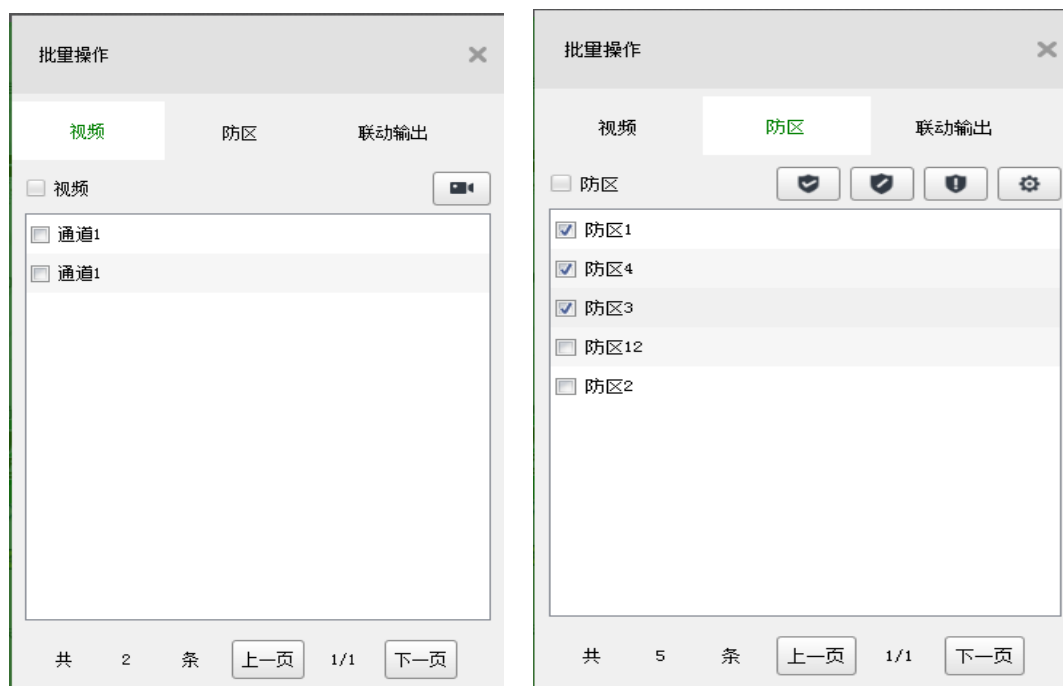 批量操作
视频 防区 联动输出
视频
通道1
通道1
共 2 条 上一页 1/1 下一页
批量操作
视频 防区 联动输出
防区
防区1
防区4
防区3
防区12
防区2
共 5 条 上一页 1/1 下一页